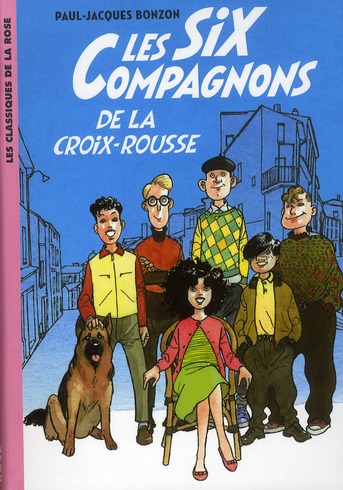 PAUL-JACQUES BONZON
LES SiX
COMPAGNONS
DE LA
CROiX-ROUSSE
LES CLASSIQUES DE LA ROSE